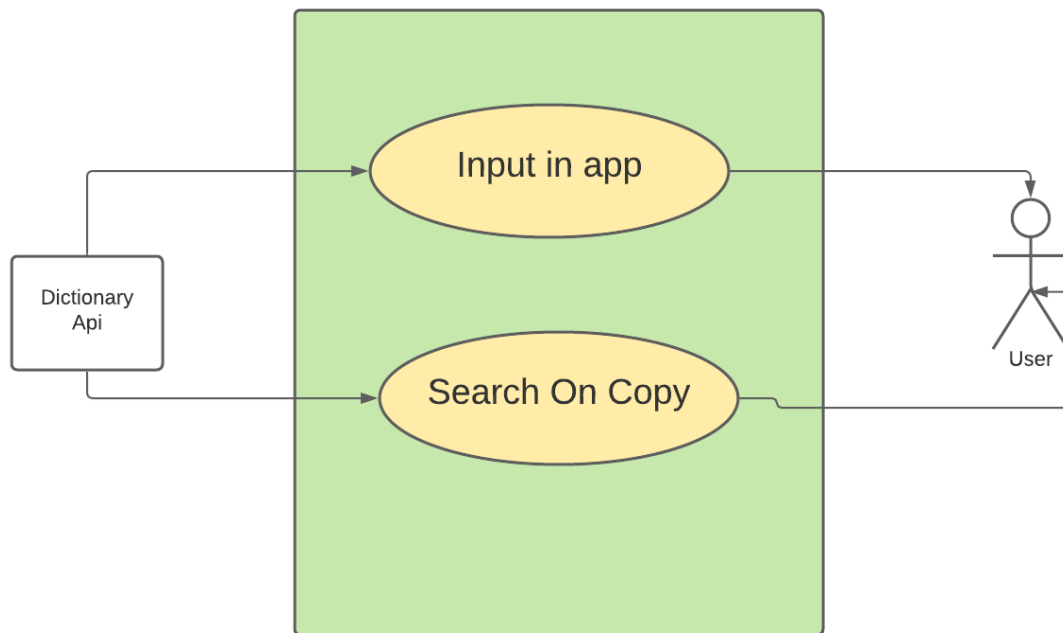 Input in app
Dictionary
Api
User
Search On Copy